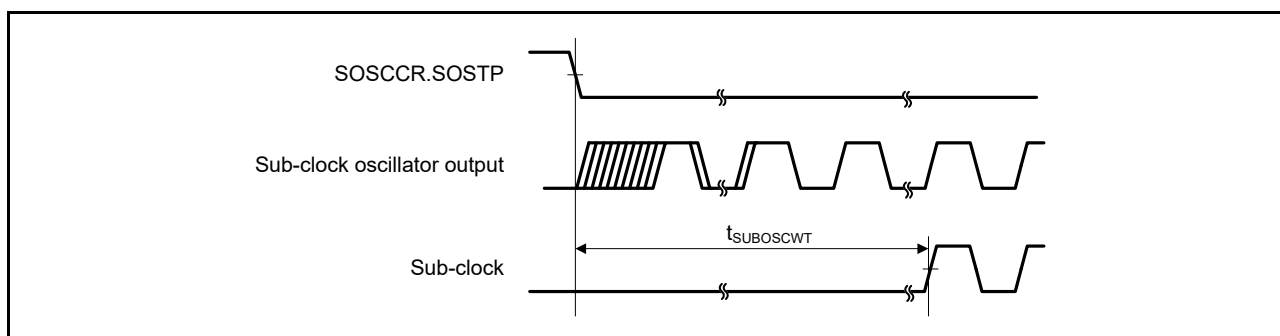 SOSCCR.SOSTP
Sub-clock oscillator output
tSUBOSCWT
Sub-clock